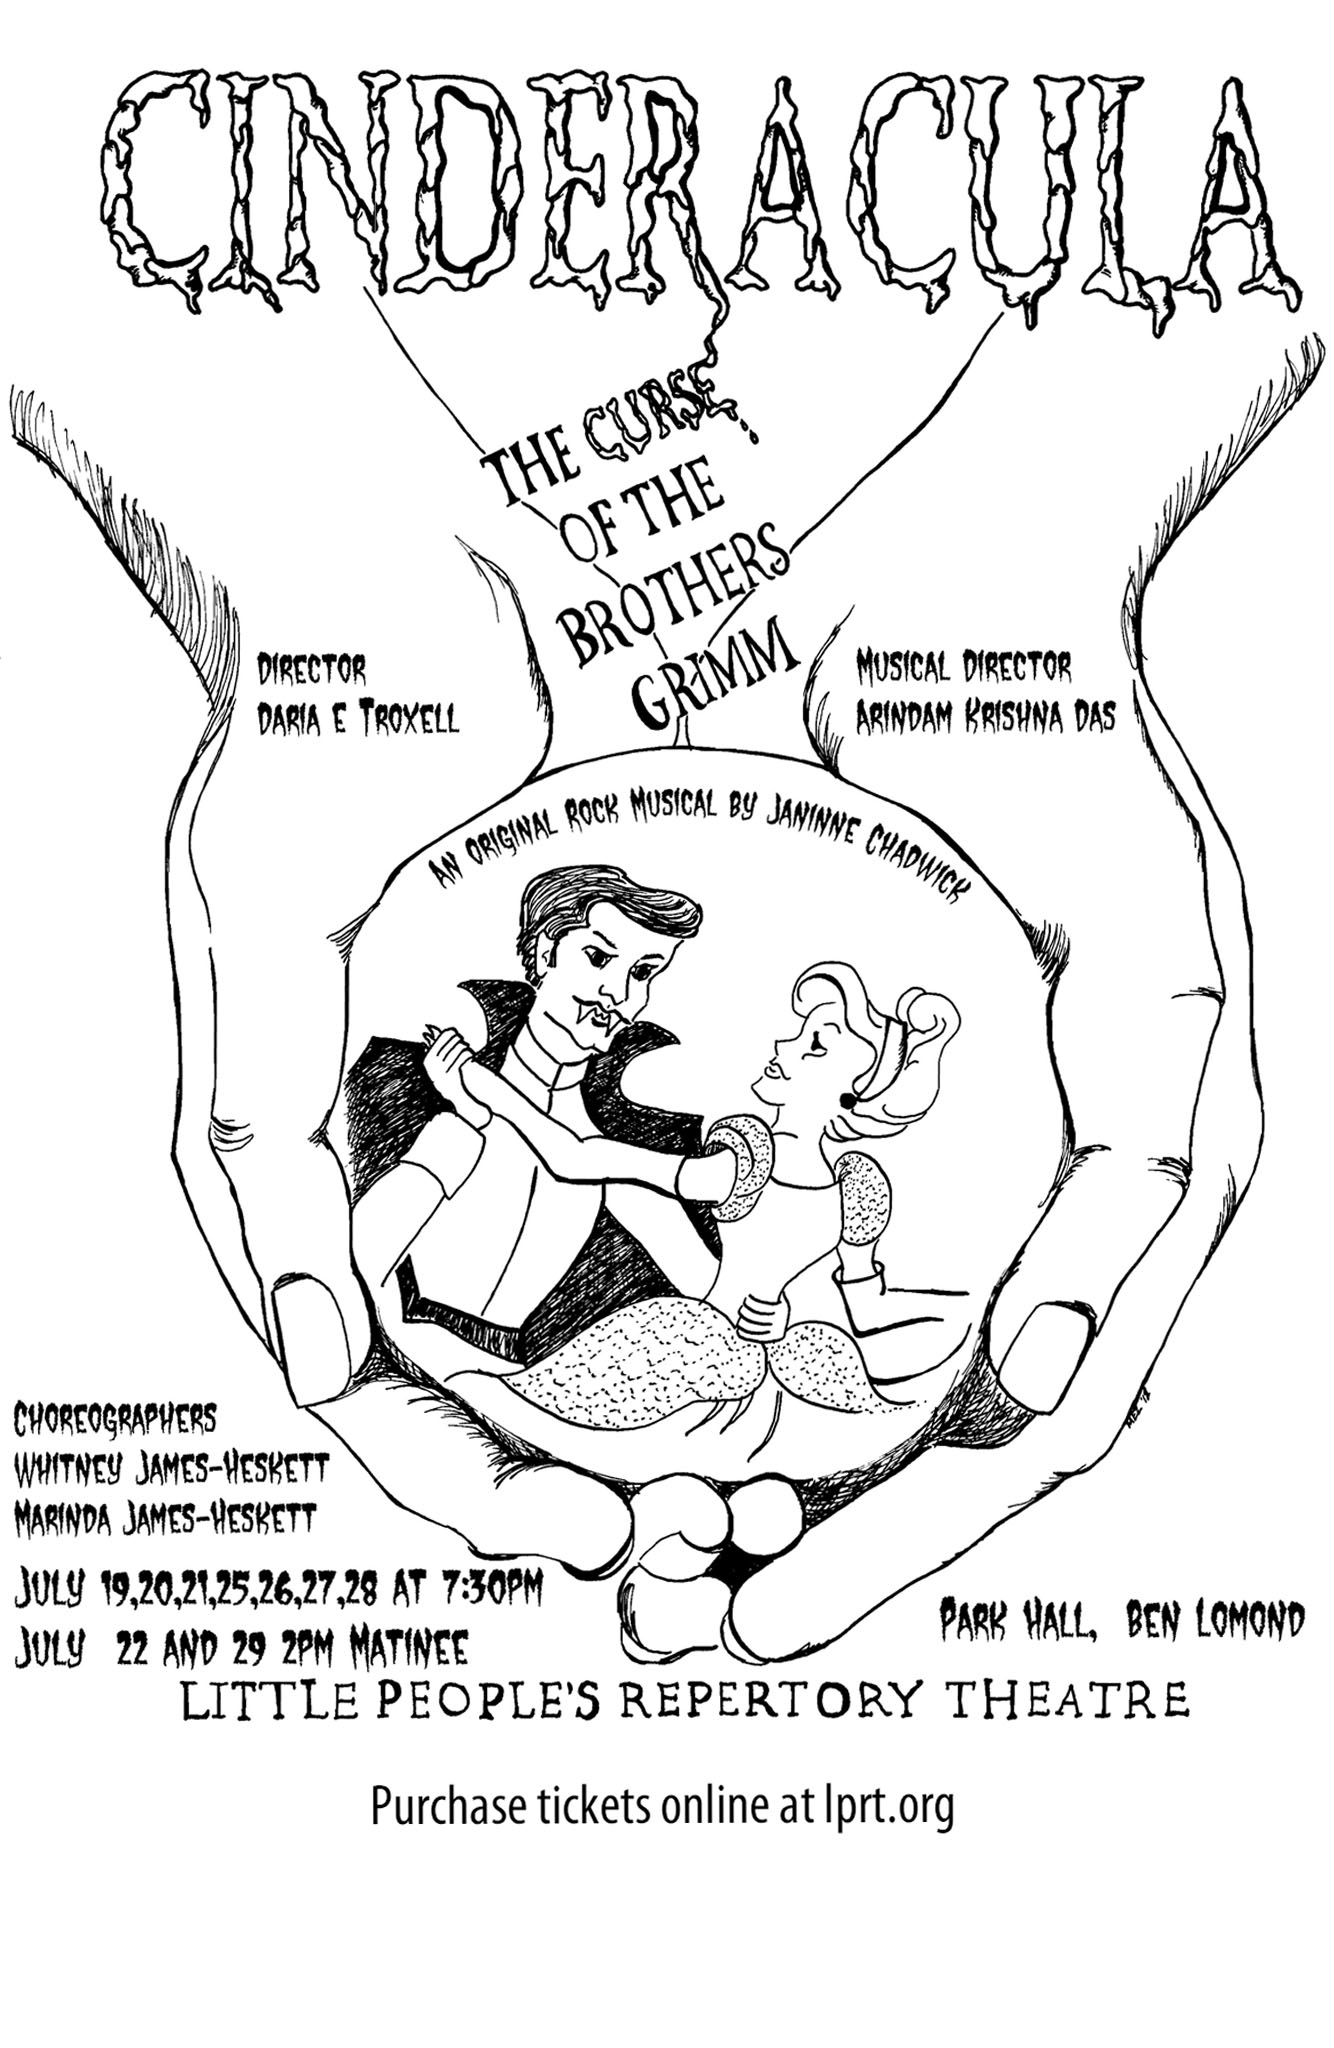 CINDERACULA
THE CURSE
OF THE
BROTHERS
GRIMM
DIRECTOR
DARIA E TROXELL
MUSICAL DIRECTOR
ARINDAM KRISHNA DAS
AN ORIGINAL ROCK MUSICAL BY JANINNE CHADWICK
CHOREOGRAPHERS
WHITNEY JAMES-HESKETT
MARINDA JAMES-HESKETT
JULY 19,20,21,25,26,27,28 AT 7:30PM
JULY 22 AND 29 2PM MATINEE
PARK HALL, BEN LOMOND
LITTLE PEOPLE'S REPERTORY THEATRE
Purchase tickets online at lprt.org